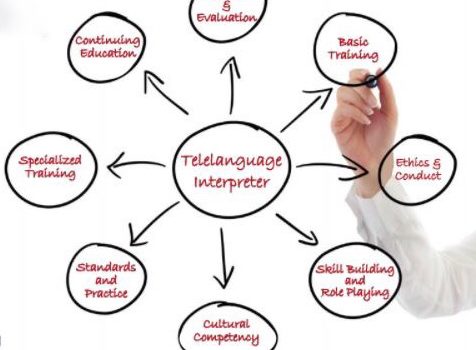 &
Evaluation
Continuing
Education
Basic
Training
Specialized
Training
Telelanguage
Interpreter
Ethics &
Conduct
Standards
and
Practice
Skill Building
and
Role Playing
Cultural
Competency